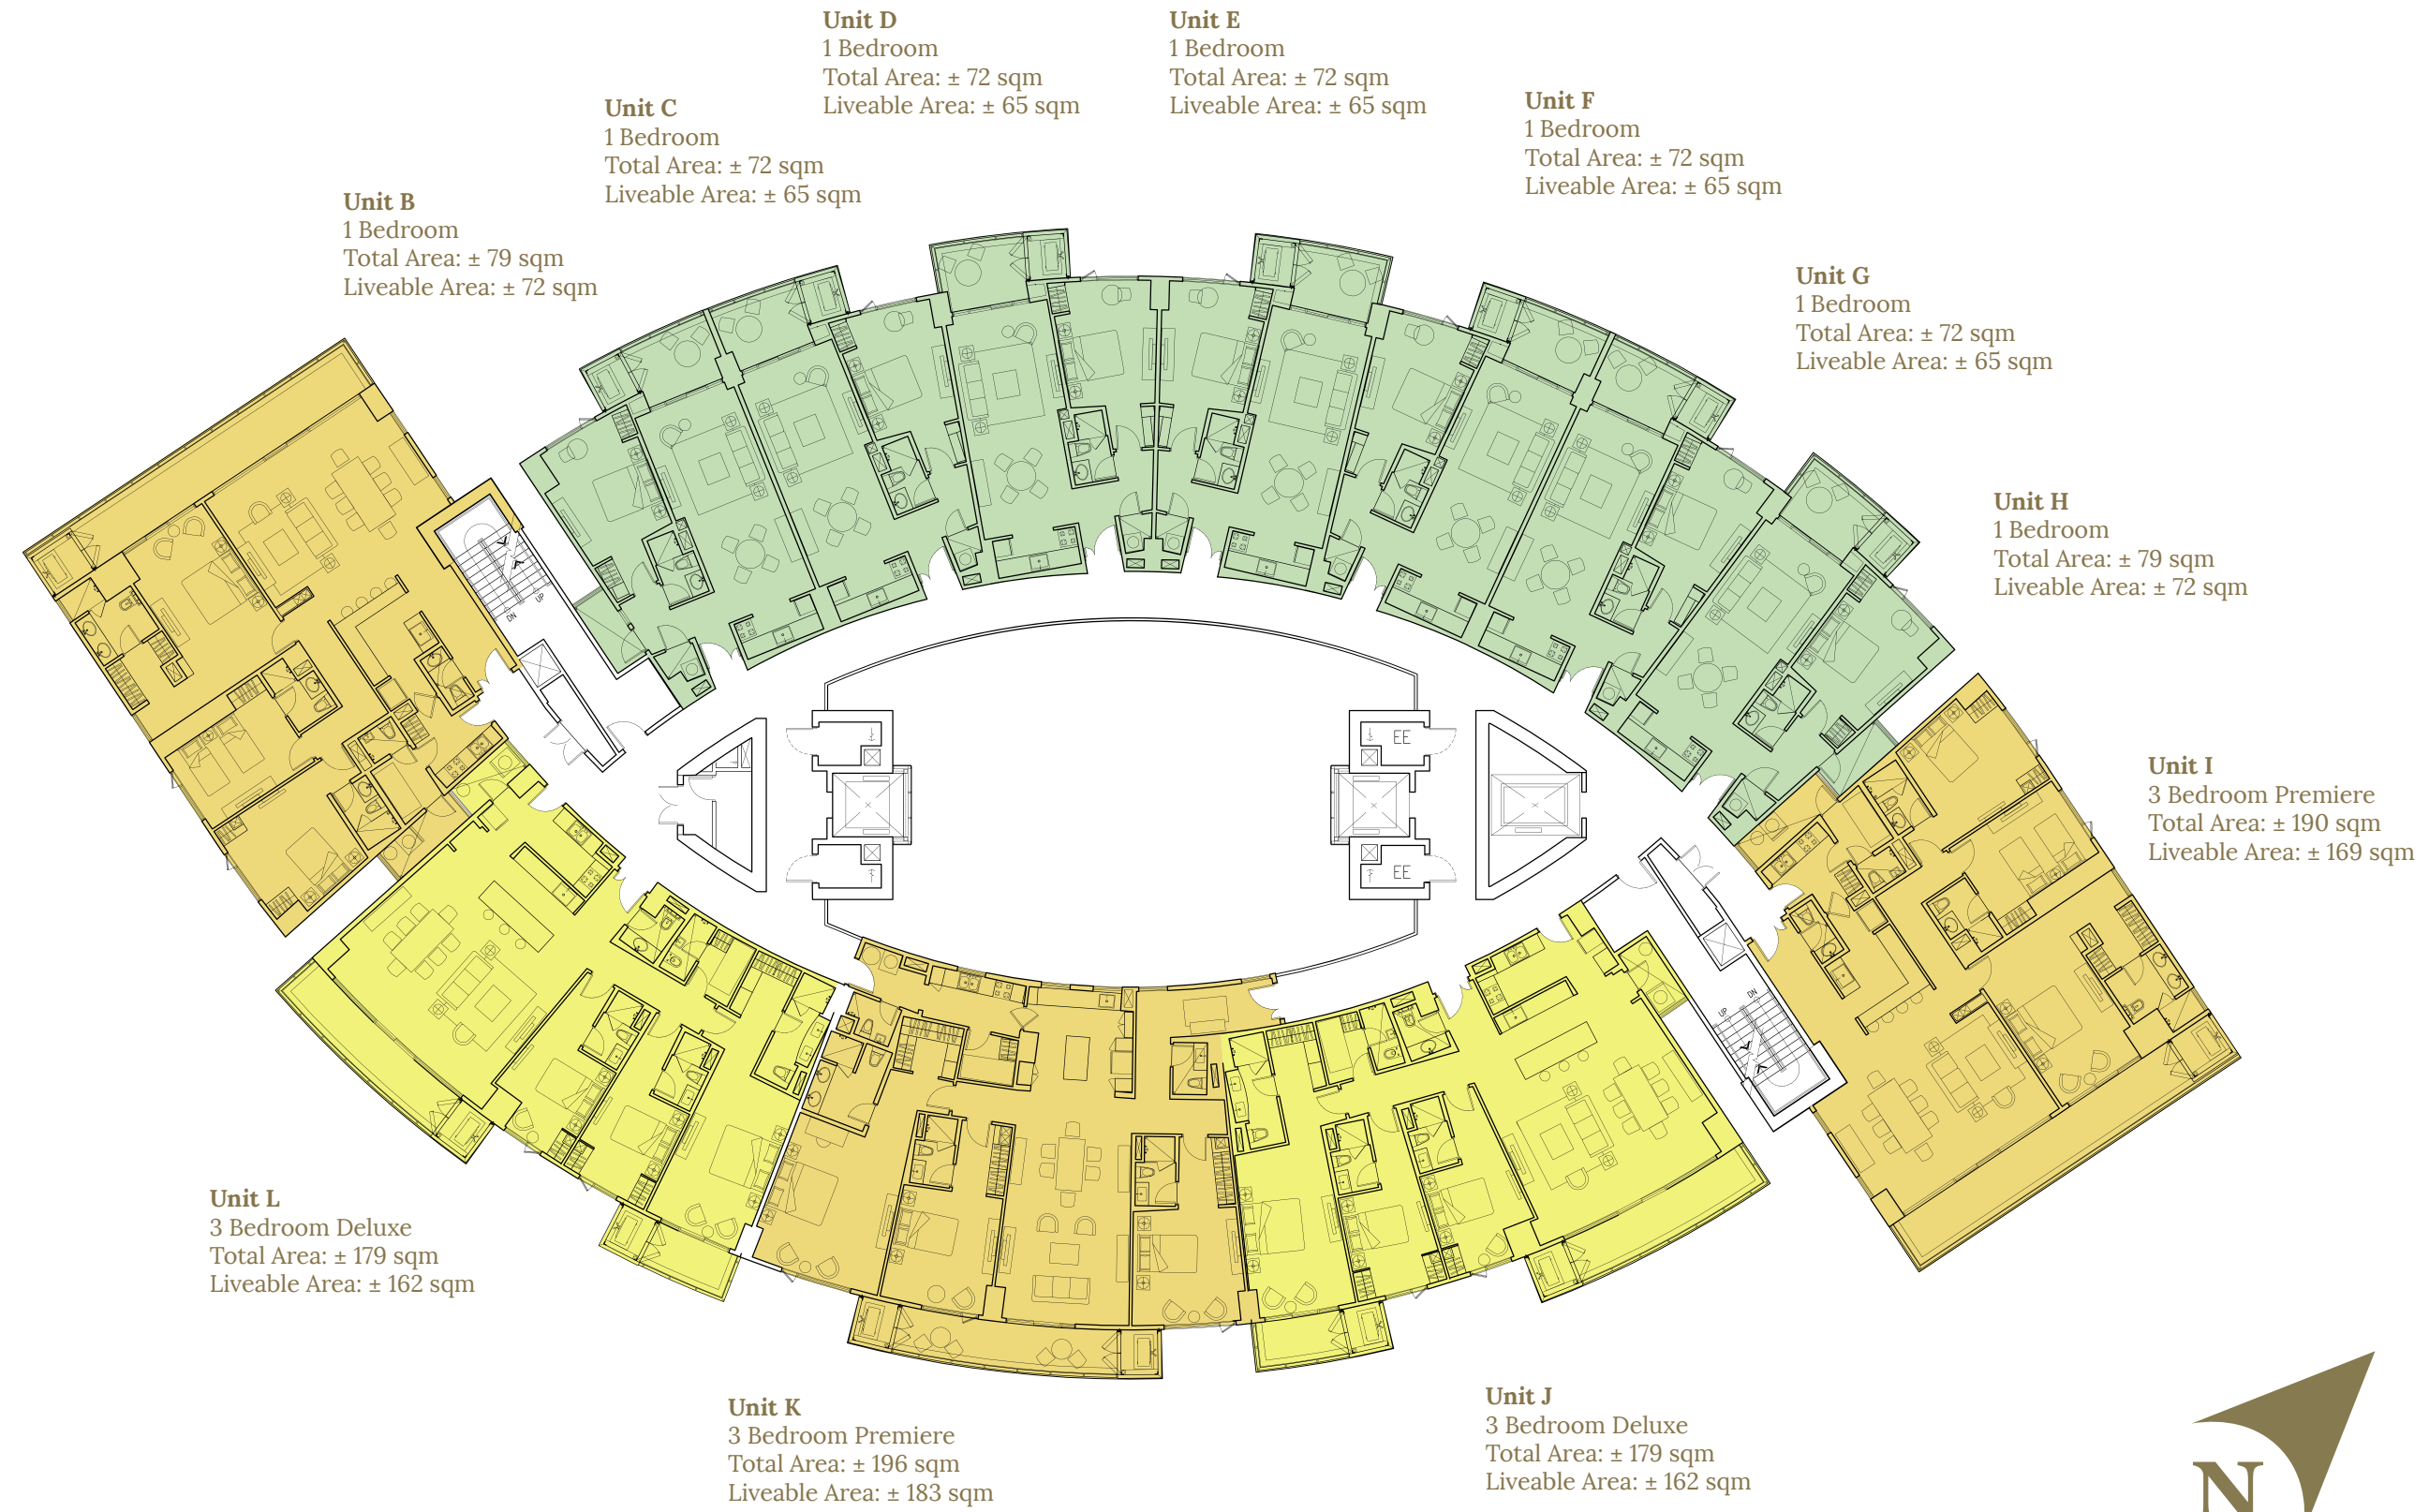 Unit D
1 Bedroom
Total Area: ± 72 sqm
Liveable Area: ± 65 sqm
Unit E
1 Bedroom
Total Area: ± 72 sqm
Liveable Area: ± 65 sqm
Unit C
1 Bedroom
Total Area: ± 72 sqm
Liveable Area: ± 65 sqm
Unit F
1 Bedroom
Total Area: ± 72 sqm
Liveable Area: ± 65 sqm
Unit B
1 Bedroom
Total Area: ± 79 sqm
Liveable Area: ± 72 sqm
Unit G
1 Bedroom
Total Area: ± 72 sqm
Liveable Area: ± 65 sqm
Unit H
1 Bedroom
Total Area: ± 79 sqm
Liveable Area: ± 72 sqm
UP
DN
EE
EE
Unit I
3 Bedroom Premiere
Total Area: ± 190 sqm
Liveable Area: ± 169 sqm
DN
UP
Unit L
3 Bedroom Deluxe
Total Area: ± 179 sqm
Liveable Area: ± 162 sqm
Unit K
3 Bedroom Premiere
Total Area: ± 196 sqm
Liveable Area: ± 183 sqm
Unit J
3 Bedroom Deluxe
Total Area: ± 179 sqm
Liveable Area: ± 162 sqm
N